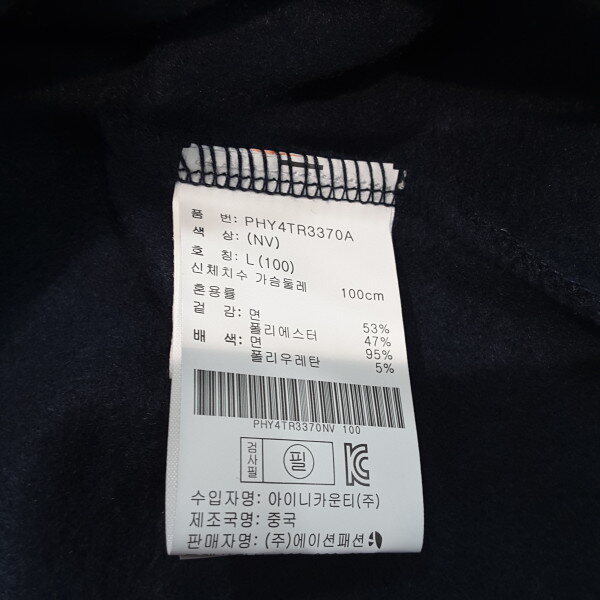 품 번: PHY4TR3370A
색 상: (NV)
호 칭: L (100)
신체치수 가슴둘레 100cm
혼용률
겉 감: 면 53%
폴리에스터 47%
배 색: 면 95%
폴리우레탄 5%
PHY4TR3370NV 100
검사필 필
수입자명: 아이니카운티(주)
제조국명: 중국
판매자명: (주)에이션패션